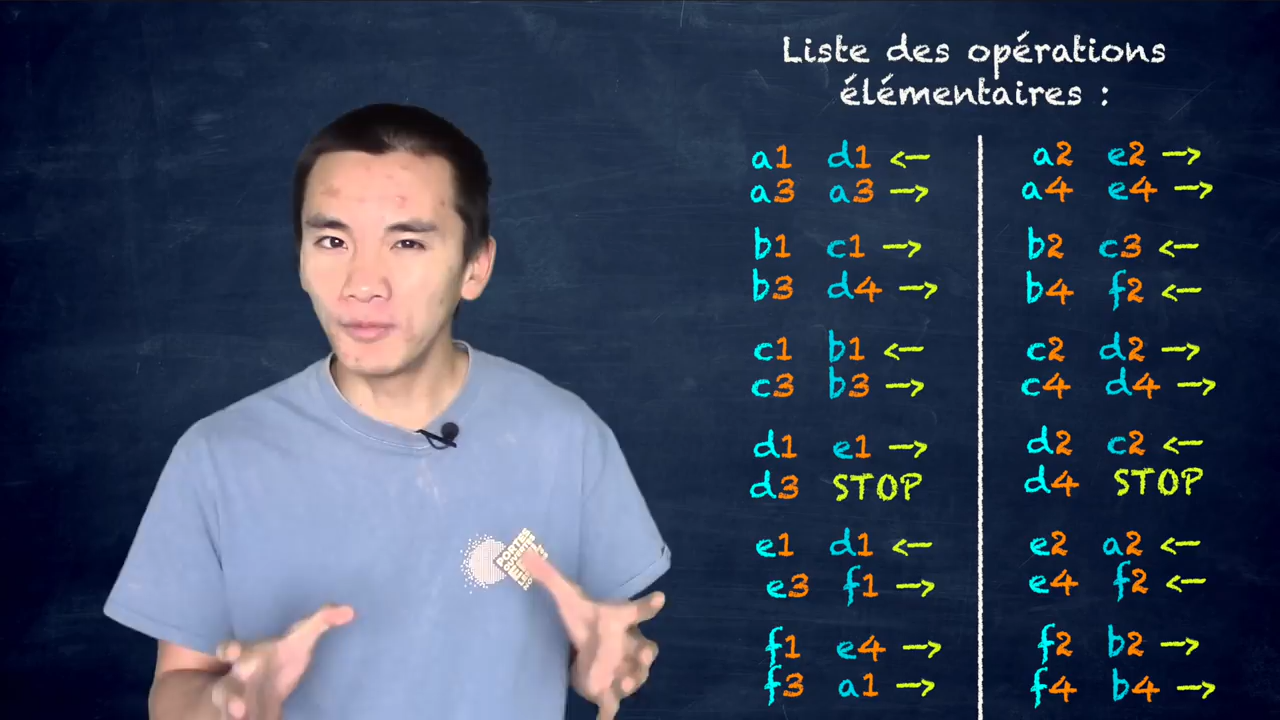 Liste des opérations
élémentaires :
a1 d1 ←
a3 a3 →
b1 c1 →
b3 d4 →
c1 b1 ←
c3 b3 →
d1 e1 →
d3 STOP
e1 d1 ←
e3 f1 →
f1 e4 →
f3 a1 →
a2 e2 →
a4 e4 →
b2 c3 ←
b4 f2 ←
c2 d2 →
c4 d4 →
d2 c2 ←
d4 STOP
e2 a2 ←
e4 f2 ←
f2 b2 →
f4 b4 →